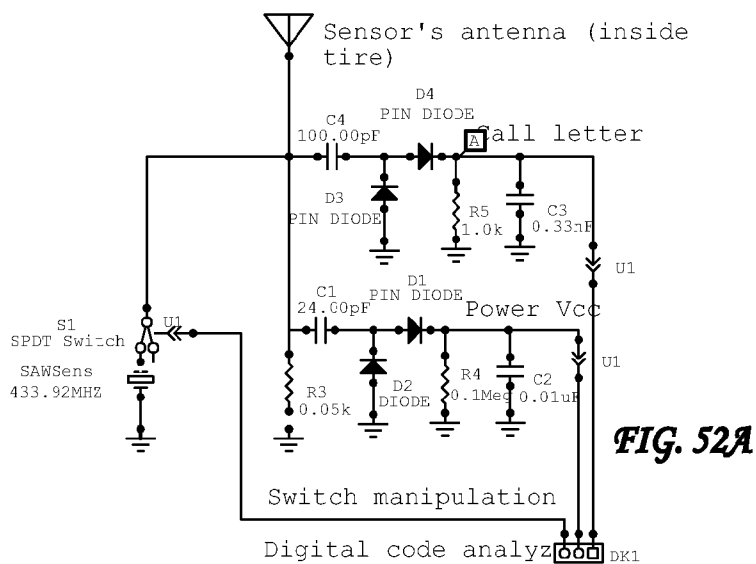 Sensor's antenna (inside
tire)
D4
PIN DIODE
C4
100.00pF
A
Call letter
D3
PIN DIODE
R5
1.0k
C3
0.33nF
U1
D1
PIN DIODE
C1
24.00pF
Power Vcc
U1
S1
SPDT Switch
U1
SAWSens
433.92MHZ
R3
0.05k
D2
DIODE
R4
0.1Meg
C2
0.01uF
FIG. 52A
Switch manipulation
Digital code analyz
DK1